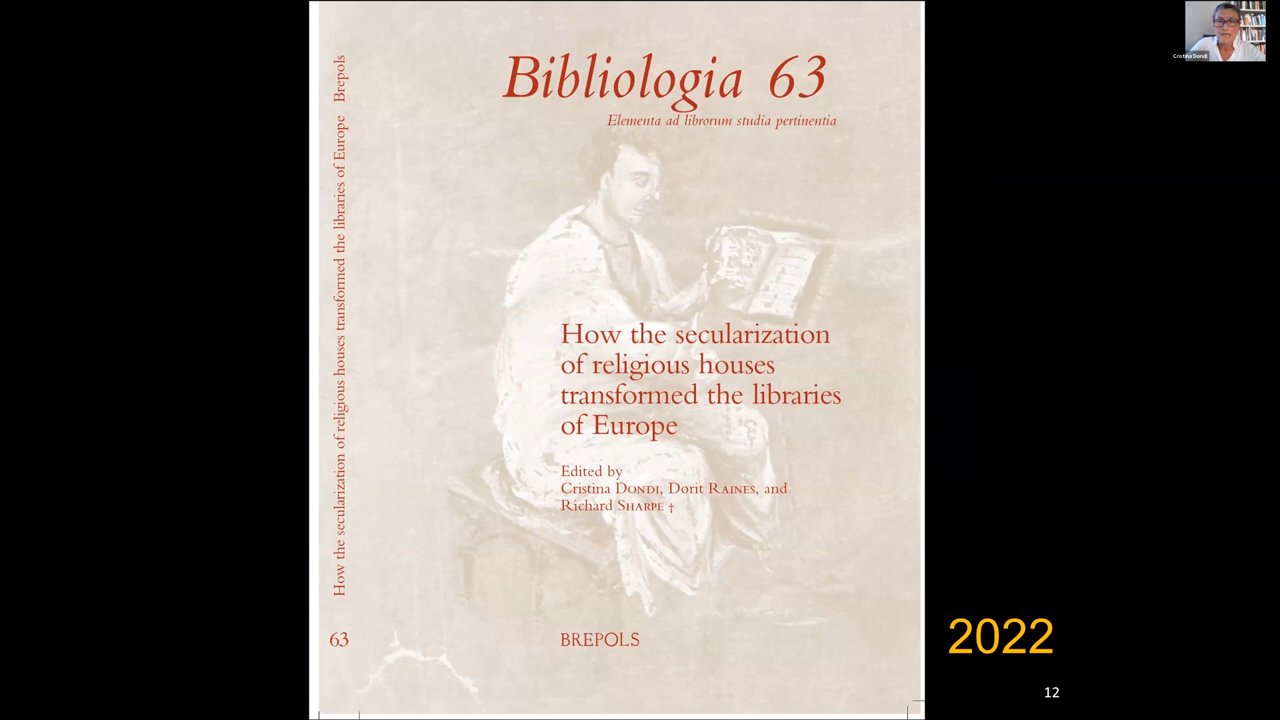 How the secularization of religious houses transformed the libraries of Europe Brepols
63
Bibliologia 63
Elementa ad librorum studia pertinentia
How the secularization
of religious houses
transformed the libraries
of Europe
Edited by
Cristina DONDI, Dorit RAINES, and
Richard SHARPE †
BREPOLS
2022
12
Cristina Dondi